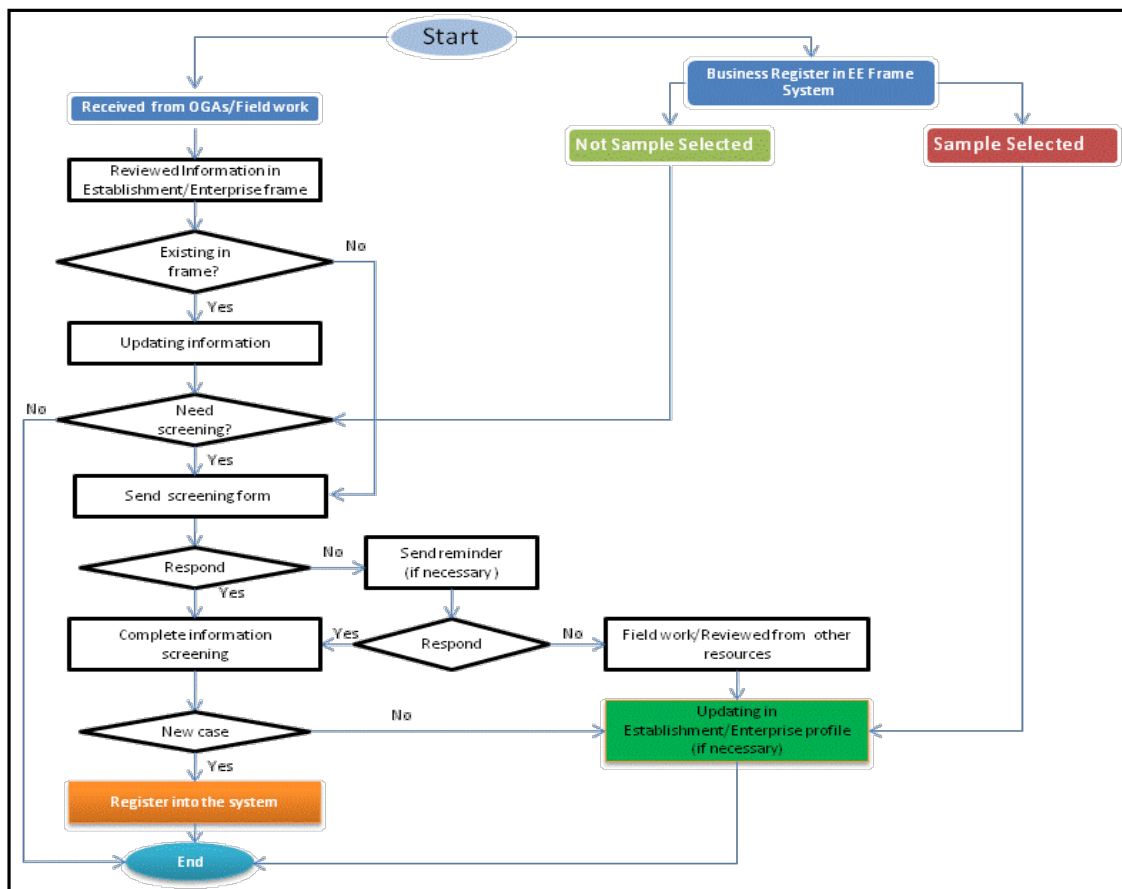 Start
Business Register in EE Frame
System
Received from OGAs/Field work
Not Sample Selected
Sample Selected
Reviewed Information in
Establishment/Enterprise frame
Existing in
frame?
No
Yes
Updating information
No
Need
screening?
Yes
Send screening form
Respond
No
Send reminder
(if necessary)
Yes
Complete information
screening
Yes
Respond
No
Field work/Reviewed from other
resources
New case
No
Updating in
Establishment/Enterprise profile
(if necessary)
Yes
Register into the system
End